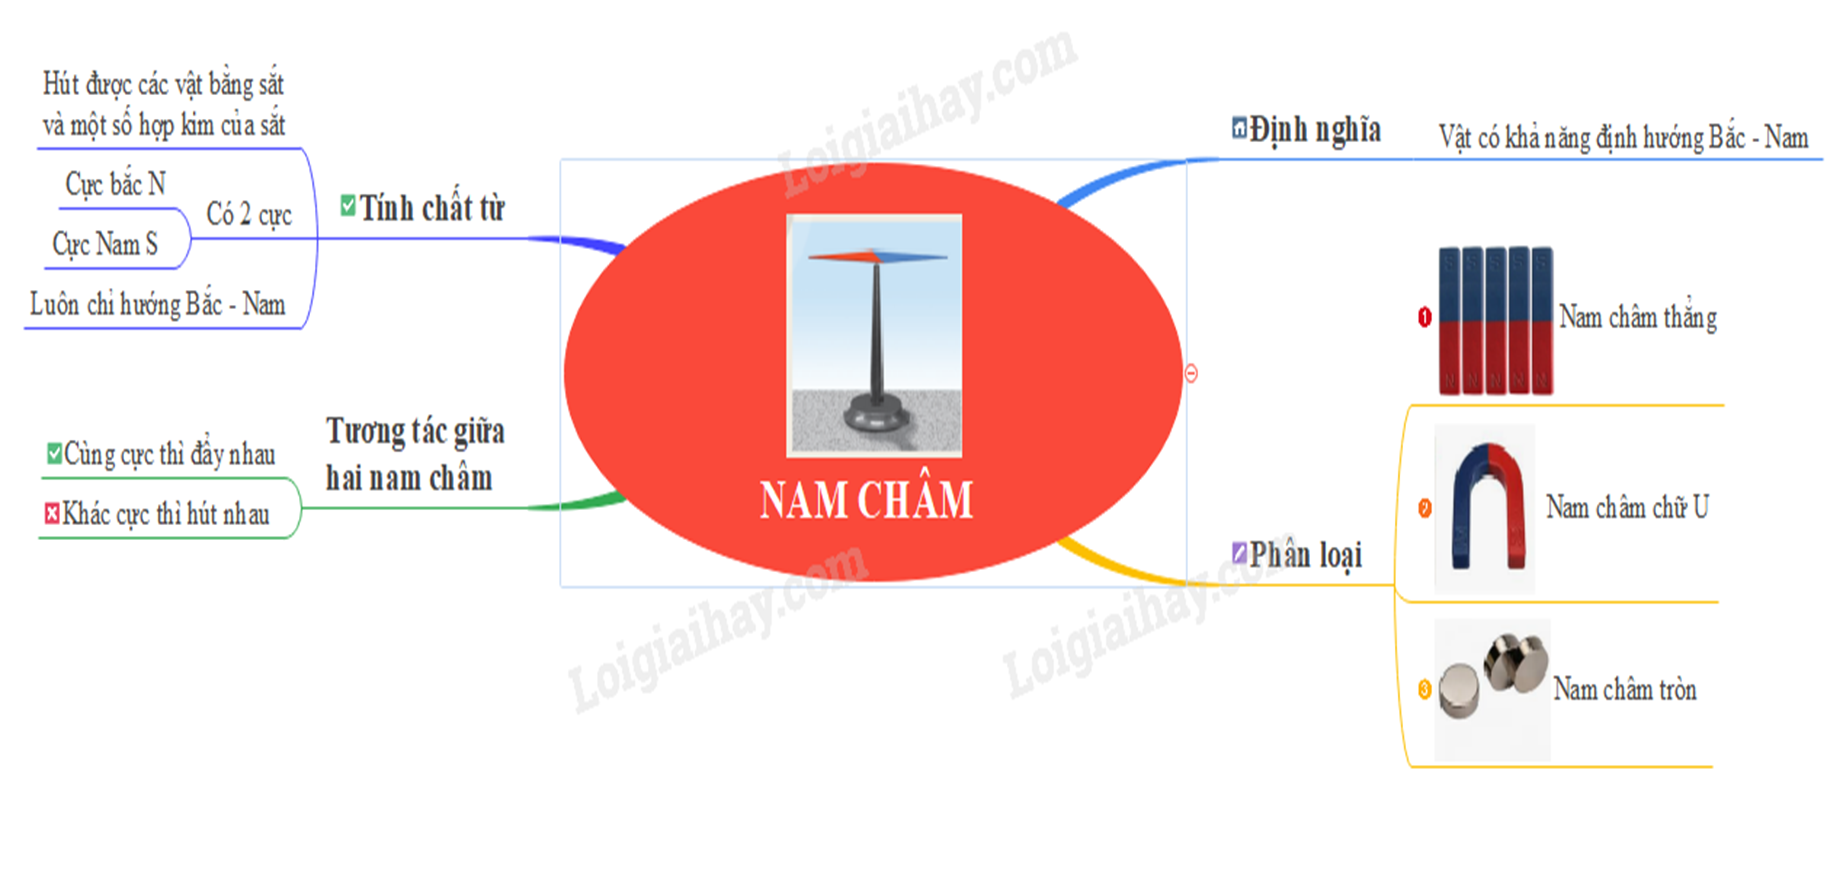 Hút được các vật bằng sắt
và một số hợp kim của sắt
Cực bắc N
Có 2 cực
Cực Nam S
Luôn chỉ hướng Bắc - Nam
Tính chất từ
Tương tác giữa
hai nam châm
Cùng cực thì đẩy nhau
Khác cực thì hút nhau
NAM CHÂM
Định nghĩa
Vật có khả năng định hướng Bắc - Nam
Phân loại
1
S S S S S
N N N N N
Nam châm thẳng
2
Nam châm chữ U
3
Nam châm tròn
Loigiaihay.com
Loigiaihay.com
Loigiaihay.com